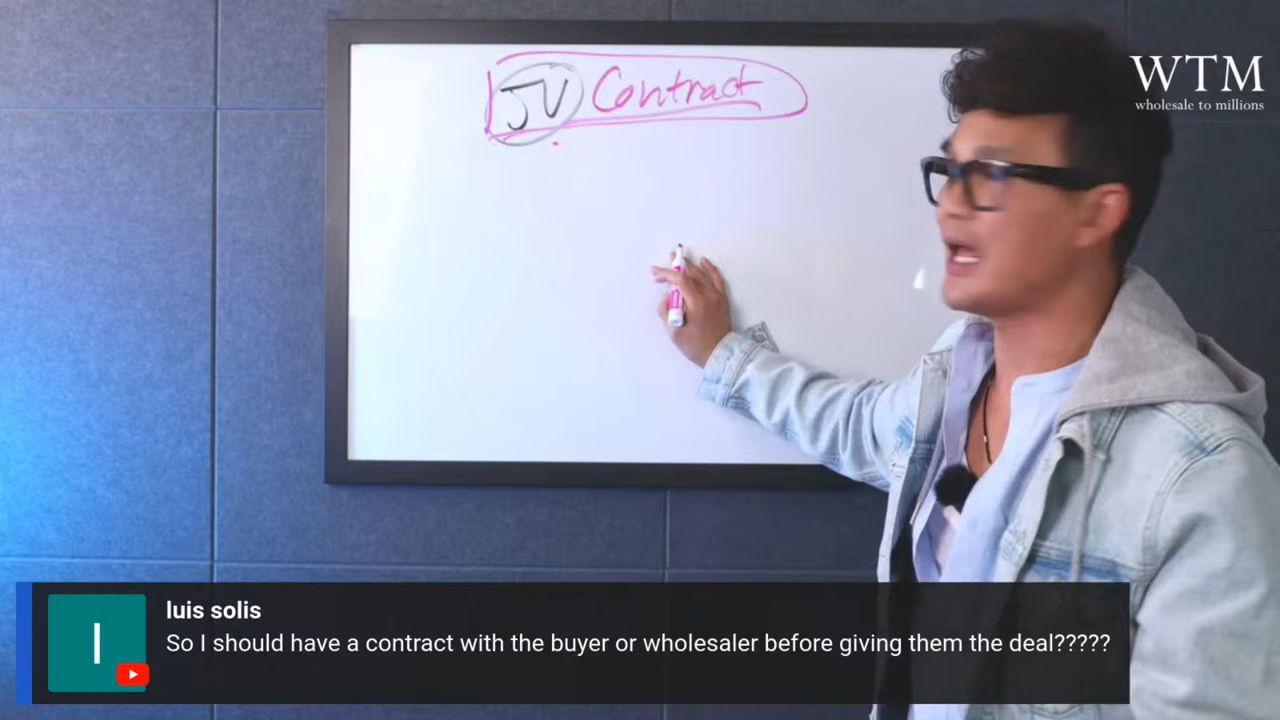 JV Contract
WTM
wholesale to millions
luis solis
So I should have a contract with the buyer or wholesaler before giving them the deal?????
l